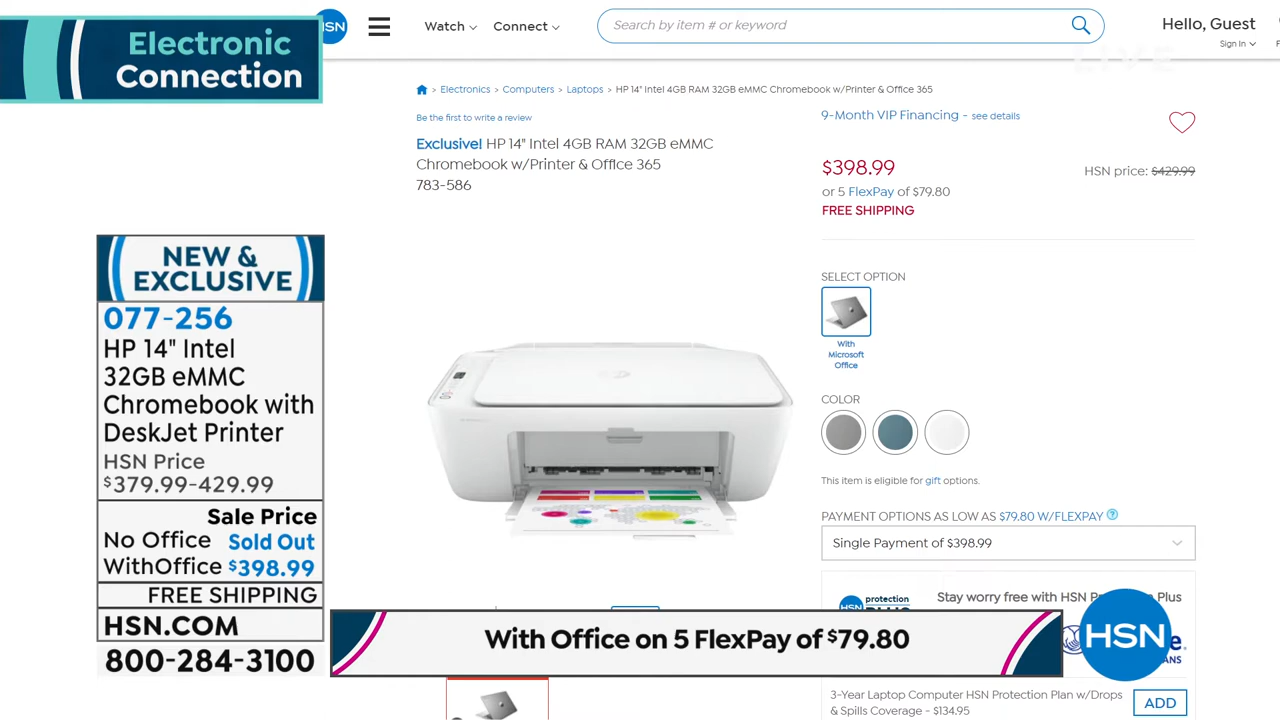 Electronic
Connection
HSN
Watch
Connect
Search by item # or keyword
Hello, Guest
Sign In
LIVE
Electronics > Computers > Laptops > HP 14" Intel 4GB RAM 32GB eMMC Chromebook w/Printer & Office 365
Be the first to write a review
Exclusive! HP 14" Intel 4GB RAM 32GB eMMC
Chromebook w/Printer & Office 365
783-586
9-Month VIP Financing - see details
$398.99
HSN price: $429.99
or 5 FlexPay of $79.80
FREE SHIPPING
SELECT OPTION
With
Microsoft
Office
COLOR
This item is eligible for gift options.
PAYMENT OPTIONS AS LOW AS $79.80 W/FLEXPAY
Single Payment of $398.99
HSN protection
Stay worry free with HSN Plus
3-Year Laptop Computer HSN Protection Plan w/Drops
& Spills Coverage - $134.95
ADD
NEW &
EXCLUSIVE
077-256
HP 14" Intel
32GB eMMC
Chromebook with
DeskJet Printer
HSN Price
$379.99-429.99
Sale Price
No Office Sold Out
WithOffice $398.99
FREE SHIPPING
HSN.COM
800-284-3100
With Office on 5 FlexPay of $79.80
HSN